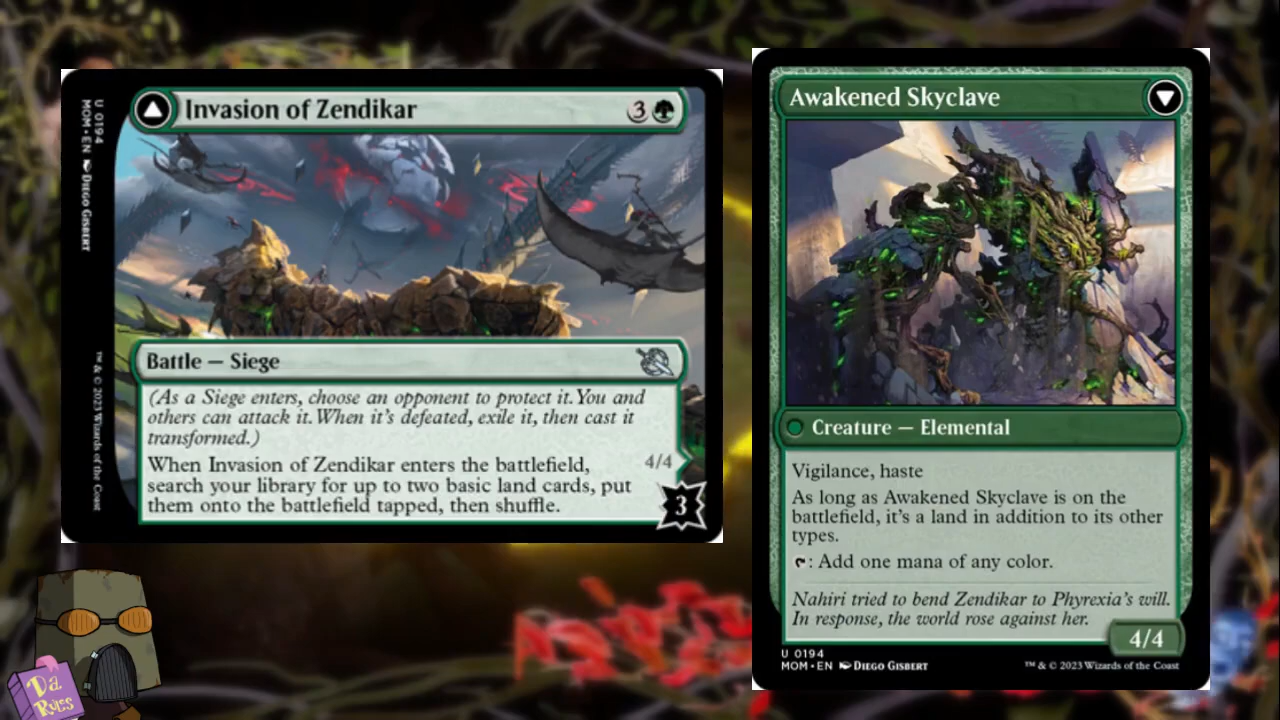 Invasion of Zendikar 3
U 0194
MOM • EN DIEGO GISBERT
™ & © 2023 Wizards of the Coast
Battle — Siege
(As a Siege enters, choose an opponent to protect it. You and
others can attack it. When it's defeated, exile it, then cast it
transformed.)
When Invasion of Zendikar enters the battlefield,
search your library for up to two basic land cards, put
them onto the battlefield tapped, then shuffle.
4/4
3
Awakened Skyclave
Creature — Elemental
Vigilance, haste
As long as Awakened Skyclave is on the
battlefield, it's a land in addition to its other
types.
: Add one mana of any color.
Nahiri tried to bend Zendikar to Phyrexia's will.
In response, the world rose against her.
4/4
U 0194
MOM • EN DIEGO GISBERT
™ & © 2023 Wizards of the Coast
Da
Rules